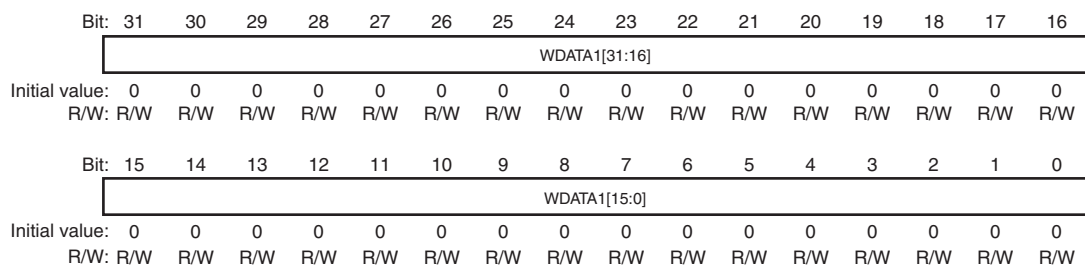 Bit: 31 30 29 28 27 26 25 24 23 22 21 20 19 18 17 16
WDATA1[31:16]
Initial value: 0 0 0 0 0 0 0 0 0 0 0 0 0 0 0 0
R/W: R/W R/W R/W R/W R/W R/W R/W R/W R/W R/W R/W R/W R/W R/W R/W R/W
Bit: 15 14 13 12 11 10 9 8 7 6 5 4 3 2 1 0
WDATA1[15:0]
Initial value: 0 0 0 0 0 0 0 0 0 0 0 0 0 0 0 0
R/W: R/W R/W R/W R/W R/W R/W R/W R/W R/W R/W R/W R/W R/W R/W R/W R/W